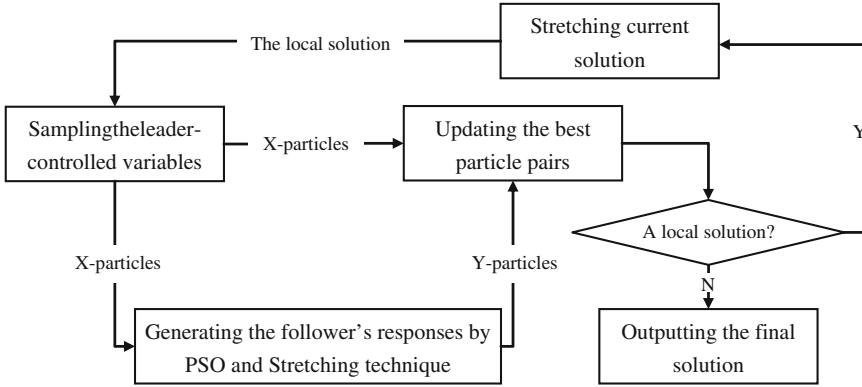 Stretching current
solution
The local solution
Samplingtheleader-
controlled variables
X-particles
Updating the best
particle pairs
Y
A local solution?
X-particles
Y-particles
N
Generating the follower's responses by
PSO and Stretching technique
Outputting the final
solution